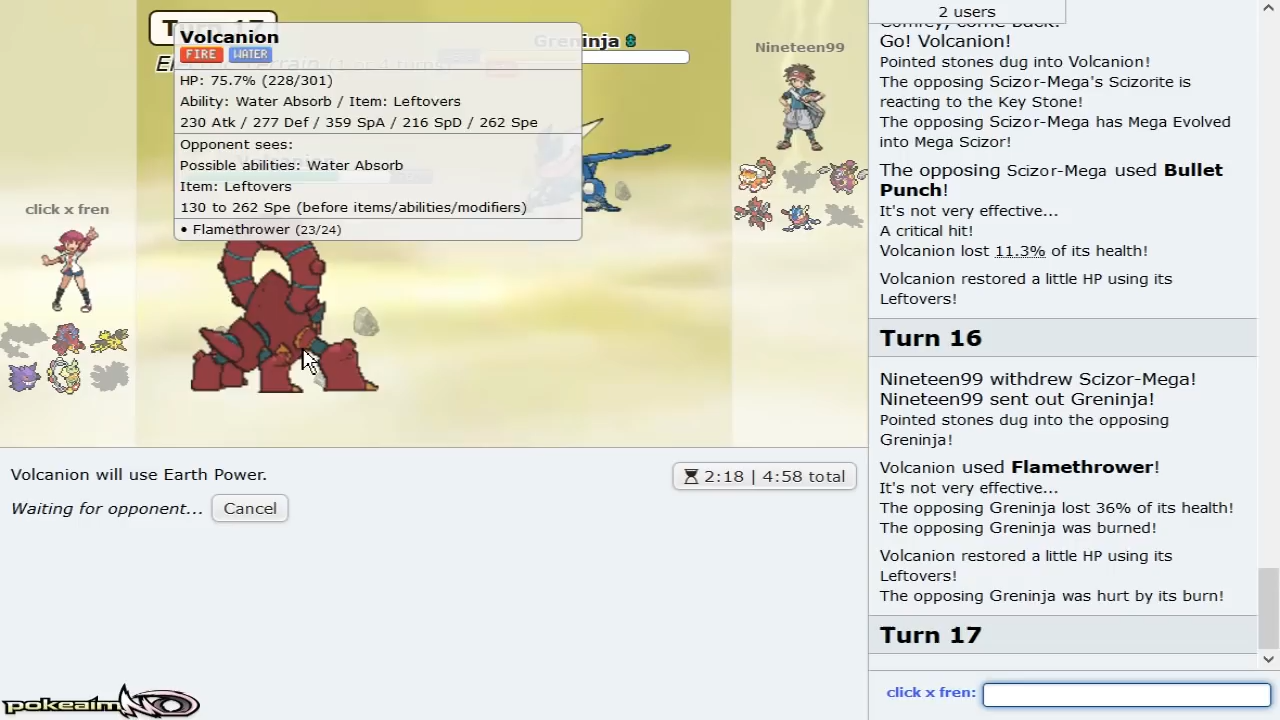 Turn 17
Volcanion
FIRE WATER
HP: 75.7% (228/301)
Ability: Water Absorb / Item: Leftovers
230 Atk / 277 Def / 359 SpA / 216 SpD / 262 Spe
Opponent sees:
Possible abilities: Water Absorb
Item: Leftovers
130 to 262 Spe (before items/abilities/modifiers)
• Flamethrower (23/24)
Greninja
Nineteen99
click x fren
Volcanion will use Earth Power.
2:18 | 4:58 total
Waiting for opponent... Cancel
pokeaimMD
2 users
Comfey, come back!
Go! Volcanion!
Pointed stones dug into Volcanion!
The opposing Scizor-Mega's Scizorite is
reacting to the Key Stone!
The opposing Scizor-Mega has Mega Evolved
into Mega Scizor!
The opposing Scizor-Mega used Bullet
Punch!
It's not very effective...
A critical hit!
Volcanion lost 11.3% of its health!
Volcanion restored a little HP using its
Leftovers!
Turn 16
Nineteen99 withdrew Scizor-Mega!
Nineteen99 sent out Greninja!
Pointed stones dug into the opposing
Greninja!
Volcanion used Flamethrower!
It's not very effective...
The opposing Greninja lost 36% of its health!
The opposing Greninja was burned!
Volcanion restored a little HP using its
Leftovers!
The opposing Greninja was hurt by its burn!
Turn 17
click x fren: